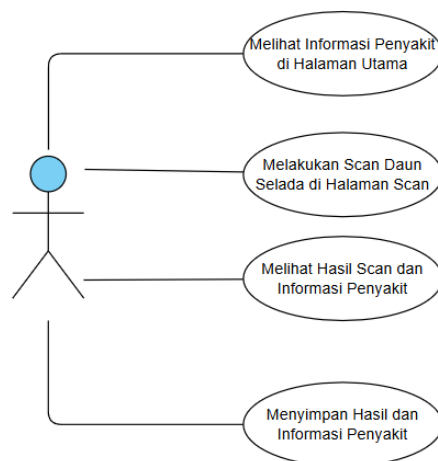 Melihat Informasi Penyakit
di Halaman Utama
Melakukan Scan Daun
Selada di Halaman Scan
Melihat Hasil Scan dan
Informasi Penyakit
Menyimpan Hasil dan
Informasi Penyakit